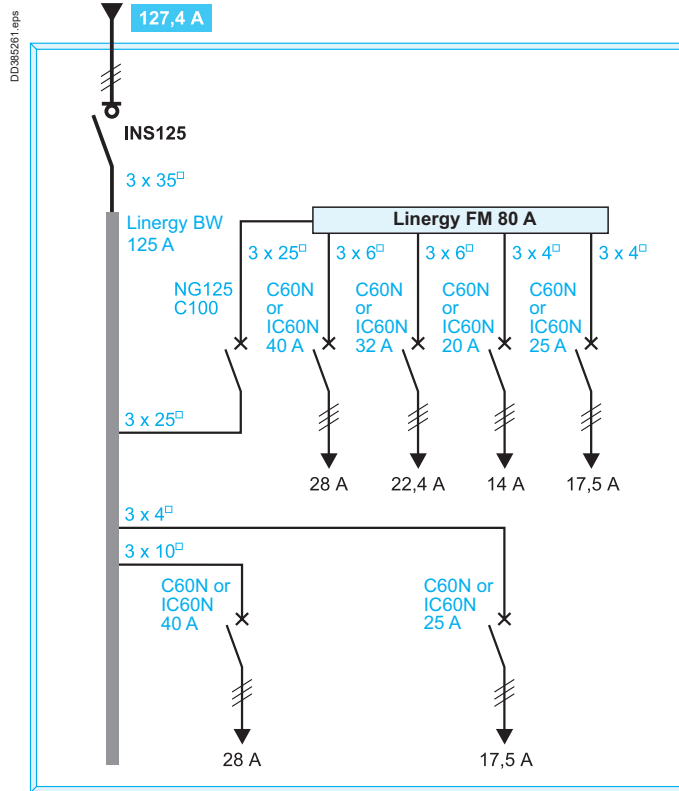 DD385261.eps
127,4 A
INS125
3 x 35□
Linergy BW
125 A
Linergy FM 80 A
3 x 25□
3 x 6□
3 x 6□
3 x 4□
3 x 4□
NG125
C100
C60N
or
IC60N
40 A
C60N
or
IC60N
32 A
C60N
or
IC60N
20 A
C60N
or
IC60N
25 A
3 x 25□
28 A
22,4 A
14 A
17,5 A
3 x 4□
3 x 10□
C60N or
IC60N
40 A
C60N or
IC60N
25 A
28 A
17,5 A